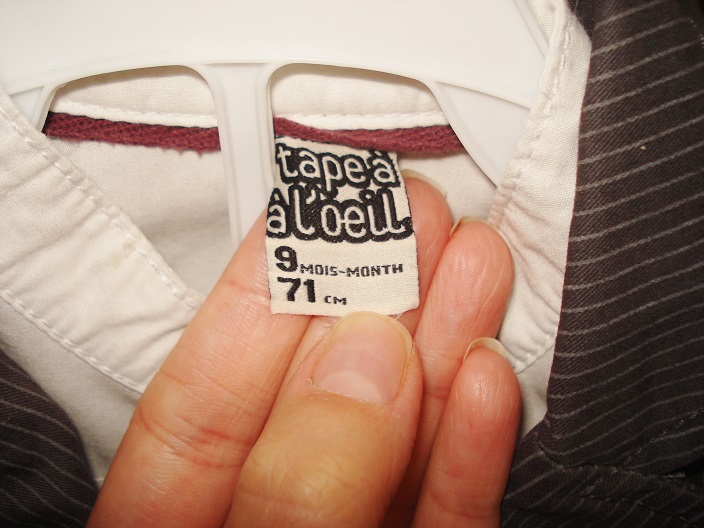 tape à
à l'oeil
9 MOIS-MONTH
71 CM